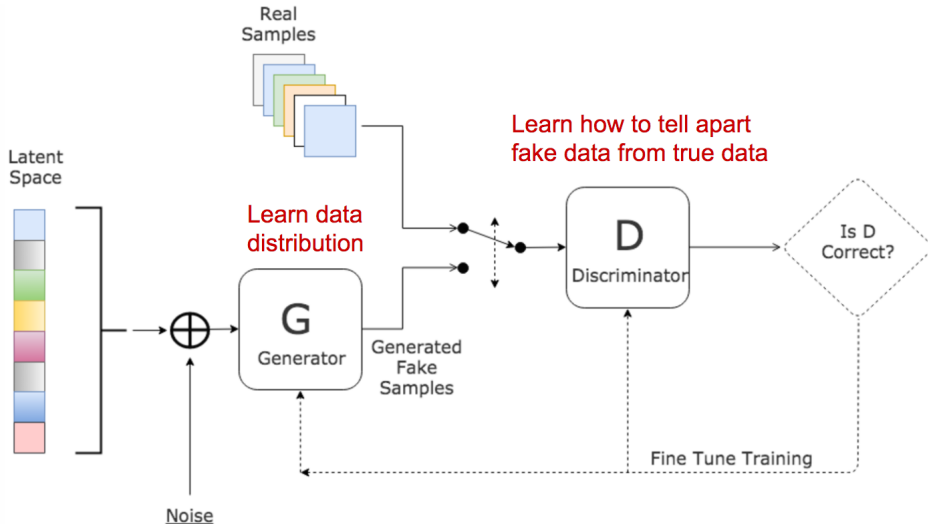 Real
Samples
Learn how to tell apart
fake data from true data
Latent
Space
Learn data
distribution
D
Discriminator
Is D
Correct?
G
Generator
Generated
Fake
Samples
Fine Tune Training
Noise